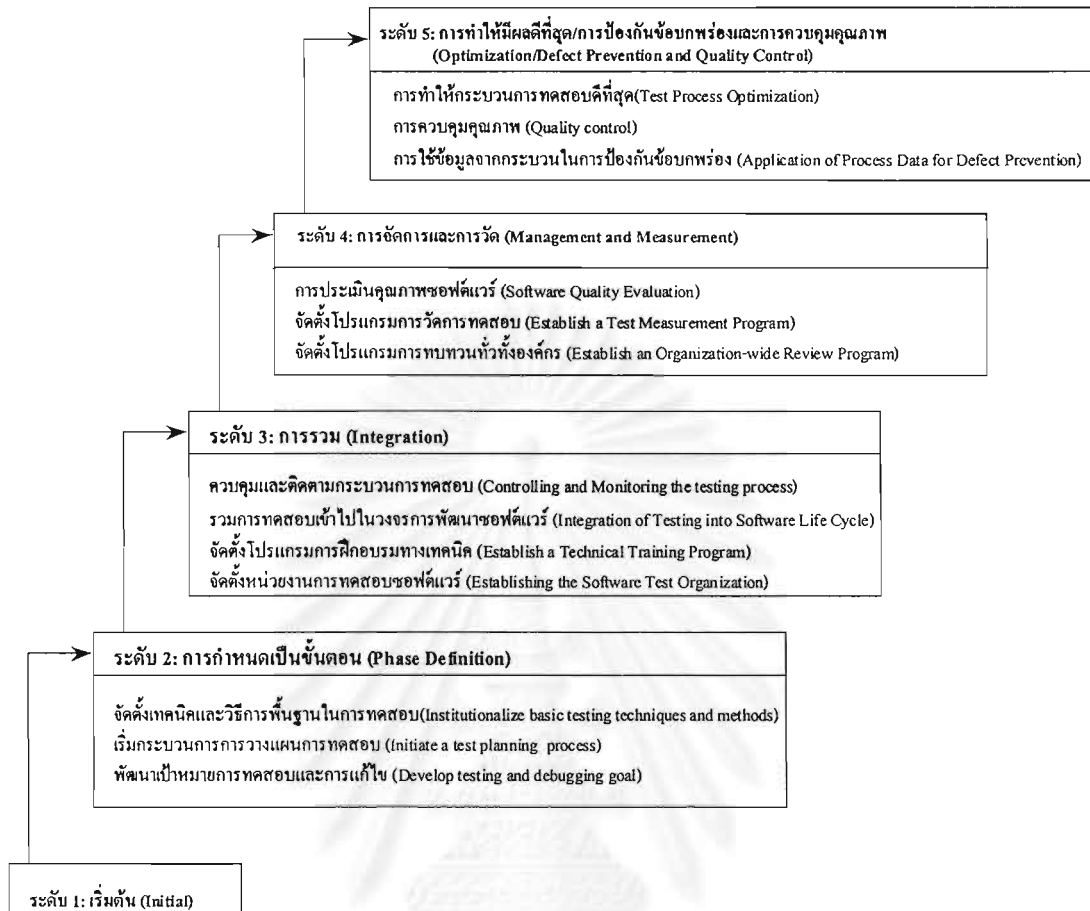 ระดับ 5: การทำให้มีผลดีที่สุด/การป้องกันข้อบกพร่องและการควบคุมคุณภาพ
(Optimization/Defect Prevention and Quality Control)
การทำให้กระบวนการทดสอบดีที่สุด(Test Process Optimization)
การควบคุมคุณภาพ (Quality control)
การใช้ข้อมูลจากกระบวนในการป้องกันข้อบกพร่อง (Application of Process Data for Defect Prevention)
ระดับ 4: การจัดการและการวัด (Management and Measurement)
การประเมินคุณภาพซอฟต์แวร์ (Software Quality Evaluation)
จัดตั้งโปรแกรมการวัดการทดสอบ (Establish a Test Measurement Program)
จัดตั้งโปรแกรมการทบทวนทั่วทั้งองค์กร (Establish an Organization-wide Review Program)
ระดับ 3: การรวม (Integration)
ควบคุมและติดตามกระบวนการทดสอบ (Controlling and Monitoring the testing process)
รวมการทดสอบเข้าไปในวงจรการพัฒนาซอฟต์แวร์ (Integration of Testing into Software Life Cycle)
จัดตั้งโปรแกรมการฝึกอบรมทางเทคนิค (Establish a Technical Training Program)
จัดตั้งหน่วยงานการทดสอบซอฟต์แวร์ (Establishing the Software Test Organization)
ระดับ 2: การกำหนดเป็นขั้นตอน (Phase Definition)
จัดตั้งเทคนิคและวิธีการพื้นฐานในการทดสอบ(Institutionalize basic testing techniques and methods)
เริ่มกระบวนการการวางแผนการทดสอบ (Initiate a test planning process)
พัฒนาเป้าหมายการทดสอบและการแก้ไข (Develop testing and debugging goal)
ระดับ 1: เริ่มต้น (Initial)